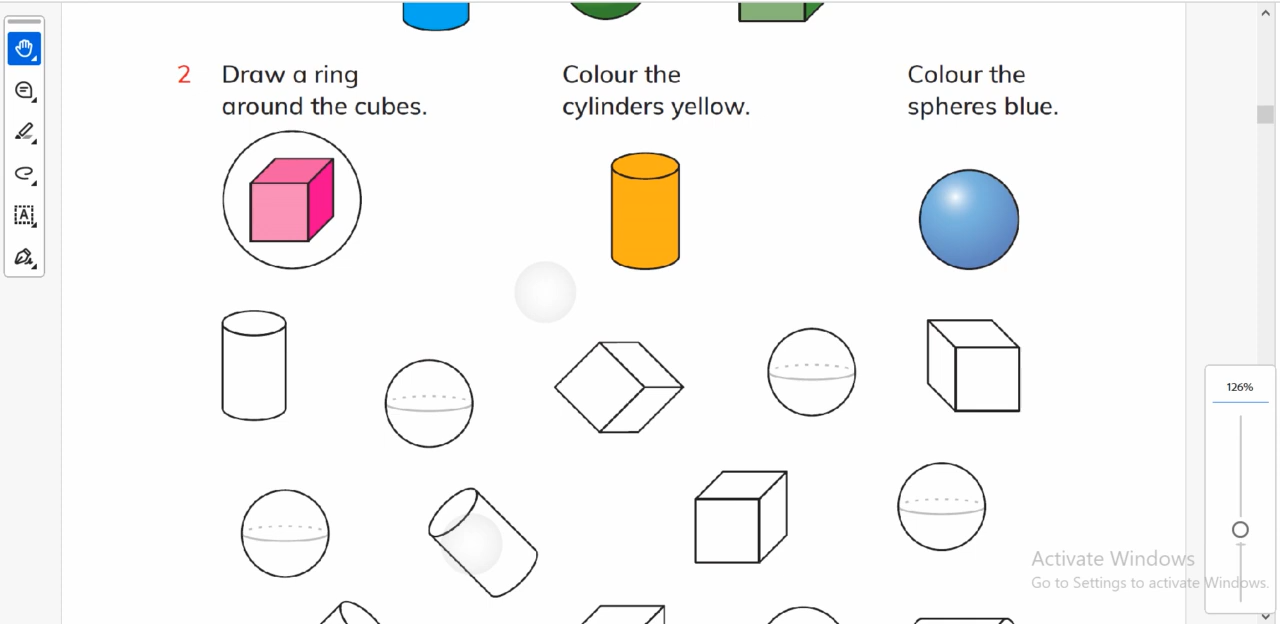 2 Draw a ring
around the cubes.
Colour the
cylinders yellow.
Colour the
spheres blue.
126%
Activate Windows
Go to Settings to activate Windows.